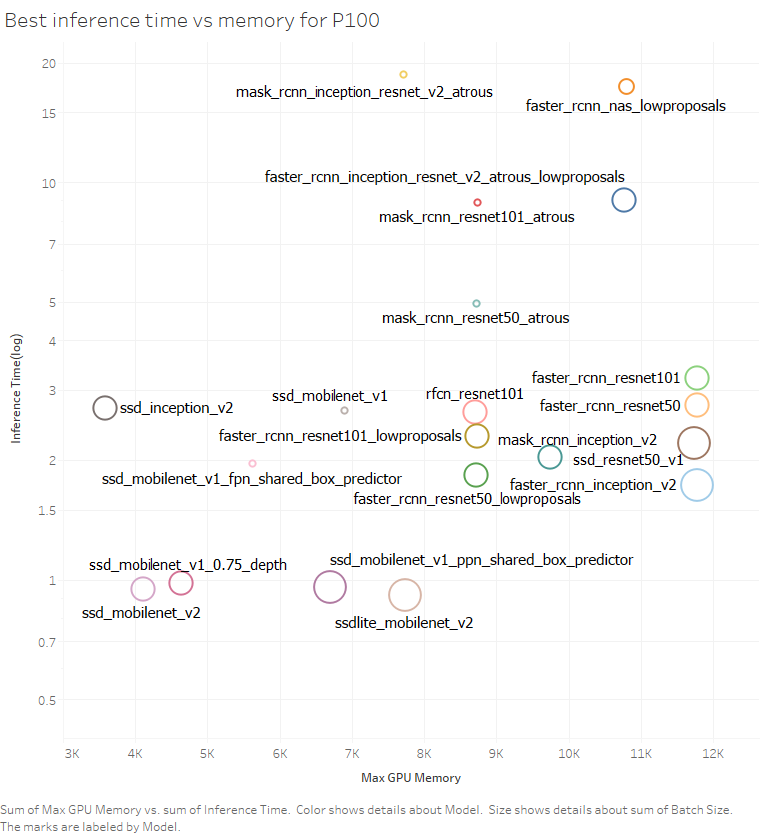 Best inference time vs memory for P100
20
mask_rcnn_inception_resnet_v2_atrous
faster_rcnn_nas_lowproposals
15
faster_rcnn_inception_resnet_v2_atrous_lowproposals
10
mask_rcnn_resnet101_atrous
7
5
mask_rcnn_resnet50_atrous
4
faster_rcnn_resnet101
3
ssd_mobilenet_v1
rfcn_resnet101
ssd_inception_v2
faster_rcnn_resnet50
faster_rcnn_resnet101_lowproposals
mask_rcnn_inception_v2
2
ssd_resnet50_v1
ssd_mobilenet_v1_fpn_shared_box_predictor
faster_rcnn_inception_v2
faster_rcnn_resnet50_lowproposals
1.5
ssd_mobilenet_v1_0.75_depth
ssd_mobilenet_v1_ppn_shared_box_predictor
1
ssd_mobilenet_v2
ssdlite_mobilenet_v2
0.7
0.5
Inference Time(log)
3K 4K 5K 6K 7K 8K 9K 10K 11K 12K
Max GPU Memory
Sum of Max GPU Memory vs. sum of Inference Time. Color shows details about Model. Size shows details about sum of Batch Size.
The marks are labeled by Model.